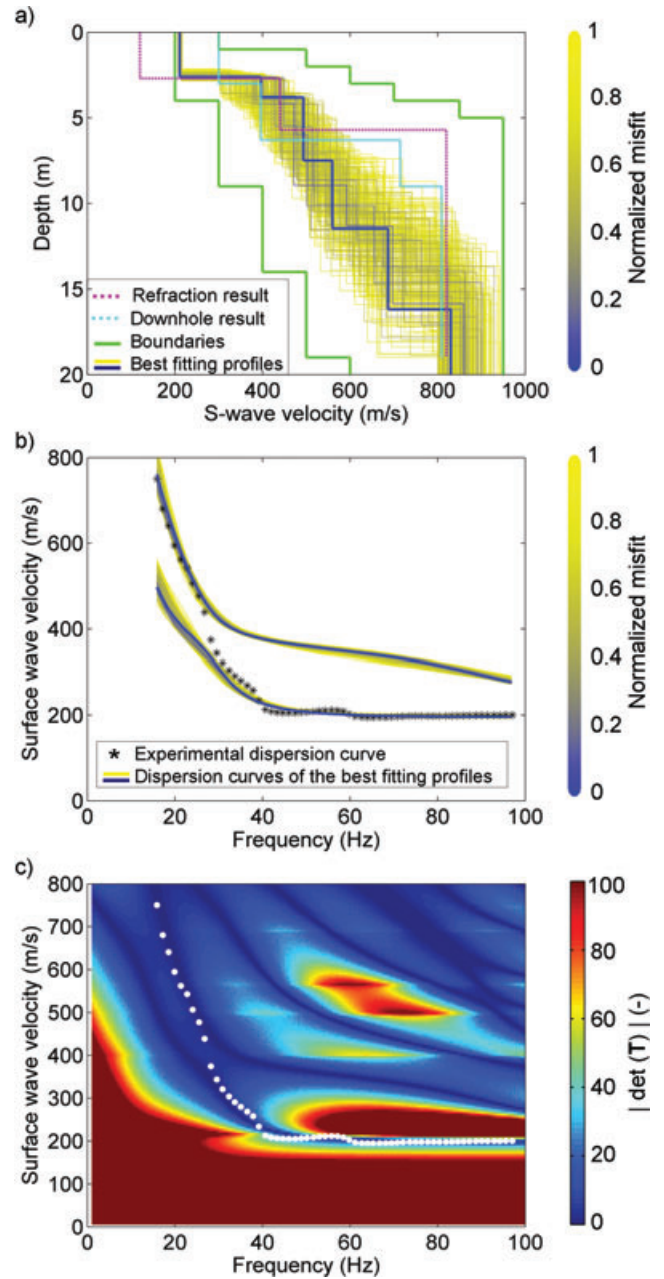 a)
0
5
10
15
20
Depth (m)
Refraction result
Downhole result
Boundaries
Best fitting profiles
0 200 400 600 800 1000
S-wave velocity (m/s)
1
0.8
0.6
0.4
0.2
0
Normalized misfit
b)
800
600
400
200
0
Surface wave velocity (m/s)
Experimental dispersion curve
Dispersion curves of the best fitting profiles
0 20 40 60 80 100
Frequency (Hz)
1
0.8
0.6
0.4
0.2
0
Normalized misfit
c)
800
700
600
500
400
300
200
100
0
Surface wave velocity (m/s)
0 20 40 60 80 100
Frequency (Hz)
100
80
60
40
20
0
| det (T) | (-)